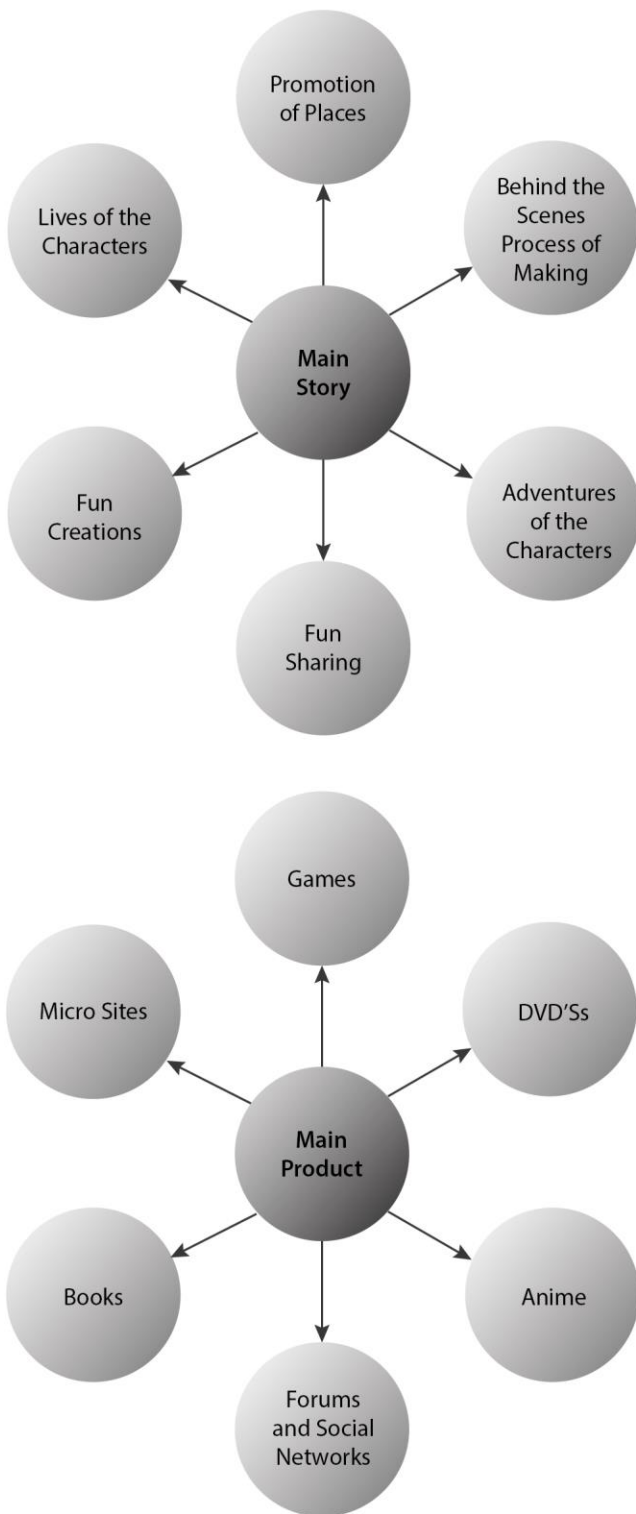 Promotion
of Places
Lives of the
Characters
Behind the
Scenes
Process of
Making
Main
Story
Fun
Creations
Adventures
of the
Characters
Fun
Sharing
Games
Micro Sites
DVD'Ss
Main
Product
Books
Anime
Forums
and Social
Networks